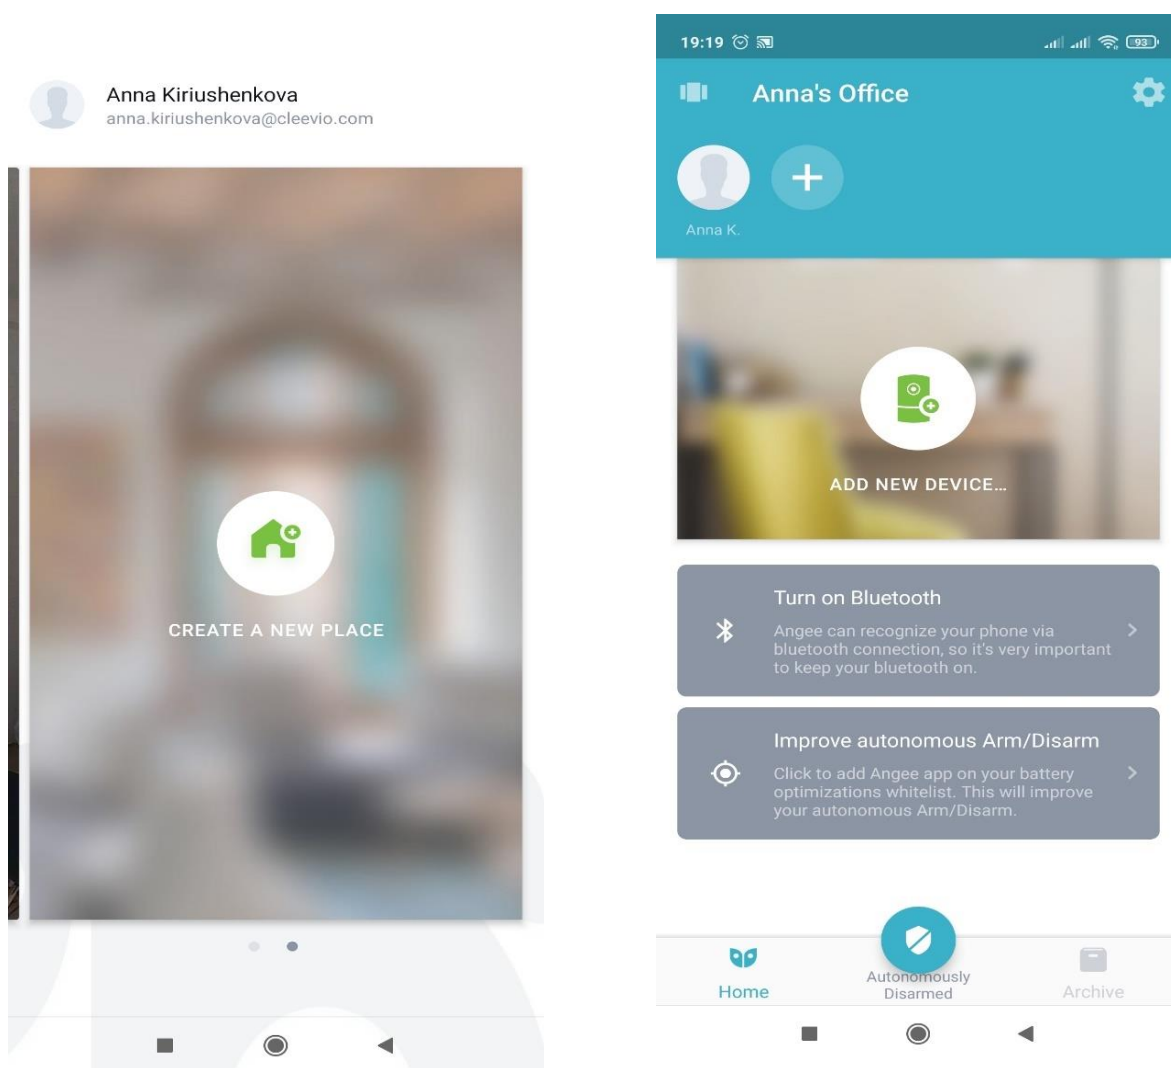 Anna Kiriushenkova
anna.kiriushenkova@cleevio.com
CREATE A NEW PLACE
19:19
93
Anna's Office
Anna K.
ADD NEW DEVICE...
Turn on Bluetooth
Angee can recognize your phone via
bluetooth connection, so it's very important
to keep your bluetooth on.
Improve autonomous Arm/Disarm
Click to add Angee app on your battery
optimizations whitelist. This will improve
your autonomous Arm/Disarm.
Home
Autonomously
Disarmed
Archive